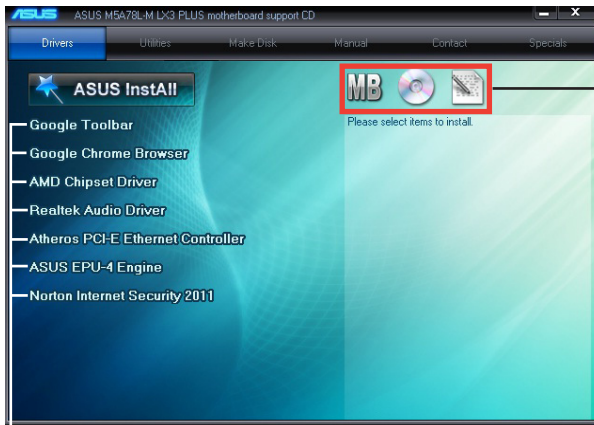 ASUS ASUS M5A78L-M LX3 PLUS motherboard support CD
Drivers Utilities Make Disk Manual Contact Specials
ASUS InstAll
MB
Please select items to install.
Google Toolbar
Google Chrome Browser
AMD Chipset Driver
Realtek Audio Driver
Atheros PCI-E Ethernet Controller
ASUS EPU-4 Engine
Norton Internet Security 2011